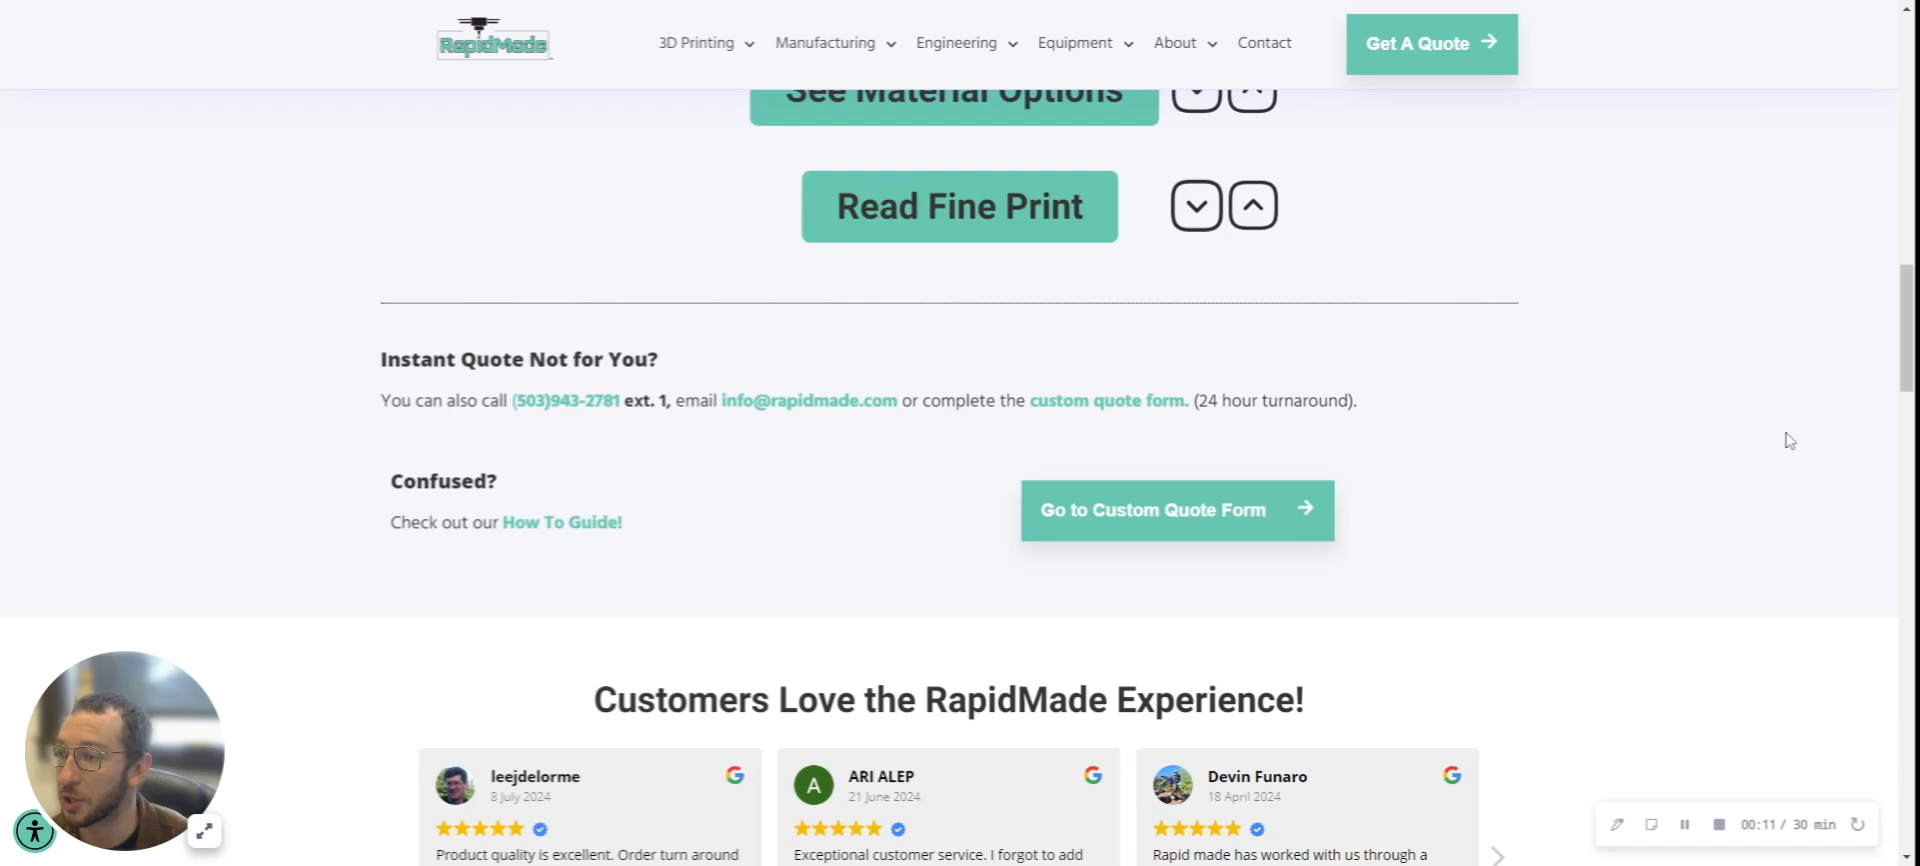 RapidMade
3D Printing
Manufacturing
Engineering
Equipment
About
Contact
Get A Quote
See Material Options
Read Fine Print
Instant Quote Not for You?
You can also call (503)943-2781 ext. 1, email info@rapidmade.com or complete the custom quote form. (24 hour turnaround).
Confused?
Check out our How To Guide!
Go to Custom Quote Form
Customers Love the RapidMade Experience!
leejdelorme
8 July 2024
Product quality is excellent. Order turn around
A
ARI ALEP
21 June 2024
Exceptional customer service. I forgot to add
Devin Funaro
18 April 2024
Rapid made has worked with us through a
00:11 / 30 min